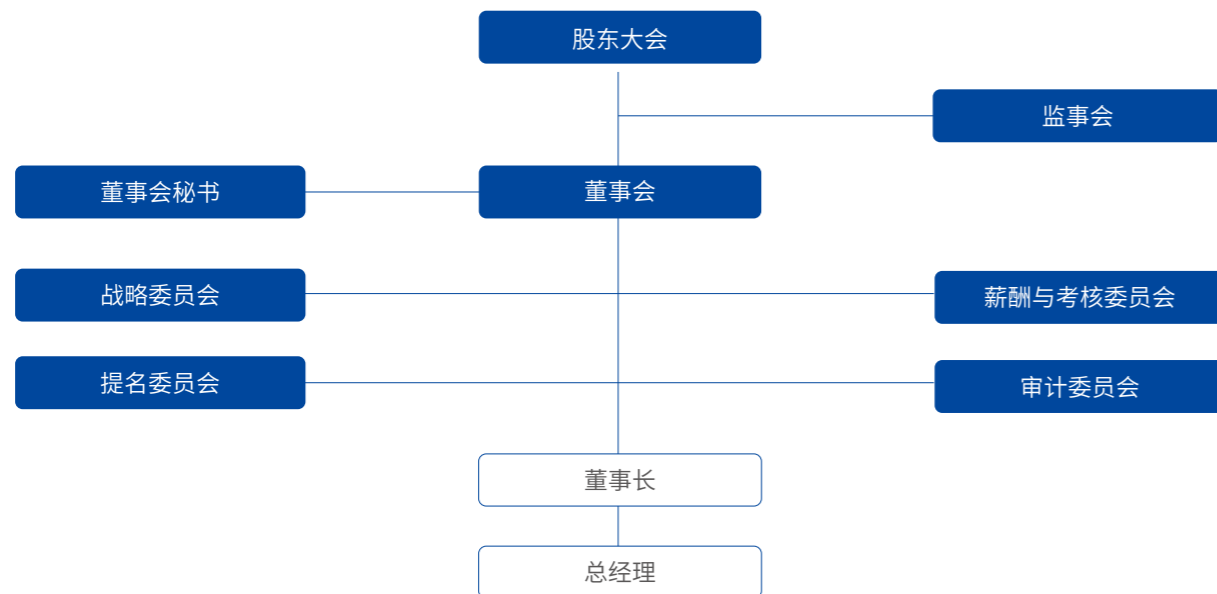 股东大会
监事会
董事会秘书
董事会
战略委员会
薪酬与考核委员会
提名委员会
审计委员会
董事长
总经理